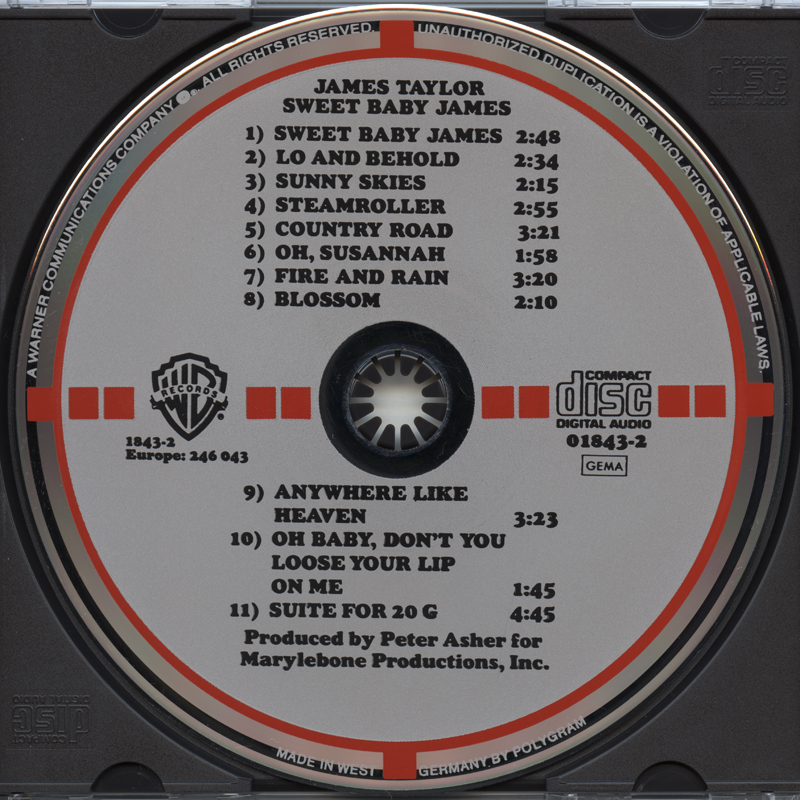 A WARNER COMMUNICATIONS COMPANY ®. ALL RIGHTS RESERVED.
UNAUTHORIZED DUPLICATION IS A VIOLATION OF APPLICABLE LAWS.
JAMES TAYLOR
SWEET BABY JAMES
1) SWEET BABY JAMES 2:48
2) LO AND BEHOLD 2:34
3) SUNNY SKIES 2:15
4) STEAMROLLER 2:55
5) COUNTRY ROAD 3:21
6) OH, SUSANNAH 1:58
7) FIRE AND RAIN 3:20
8) BLOSSOM 2:10
RECORDS
®
1843-2
Europe: 246 043
COMPACT
disc
DIGITAL AUDIO
01843-2
GEMA
9) ANYWHERE LIKE
HEAVEN 3:23
10) OH BABY, DON'T YOU
LOOSE YOUR LIP
ON ME 1:45
11) SUITE FOR 20 G 4:45
Produced by Peter Asher for
Marylebone Productions, Inc.
MADE IN WEST GERMANY BY POLYGRAM
COMPACT
disc
DIGITAL AUDIO
COMPACT
disc
DIGITAL AUDIO